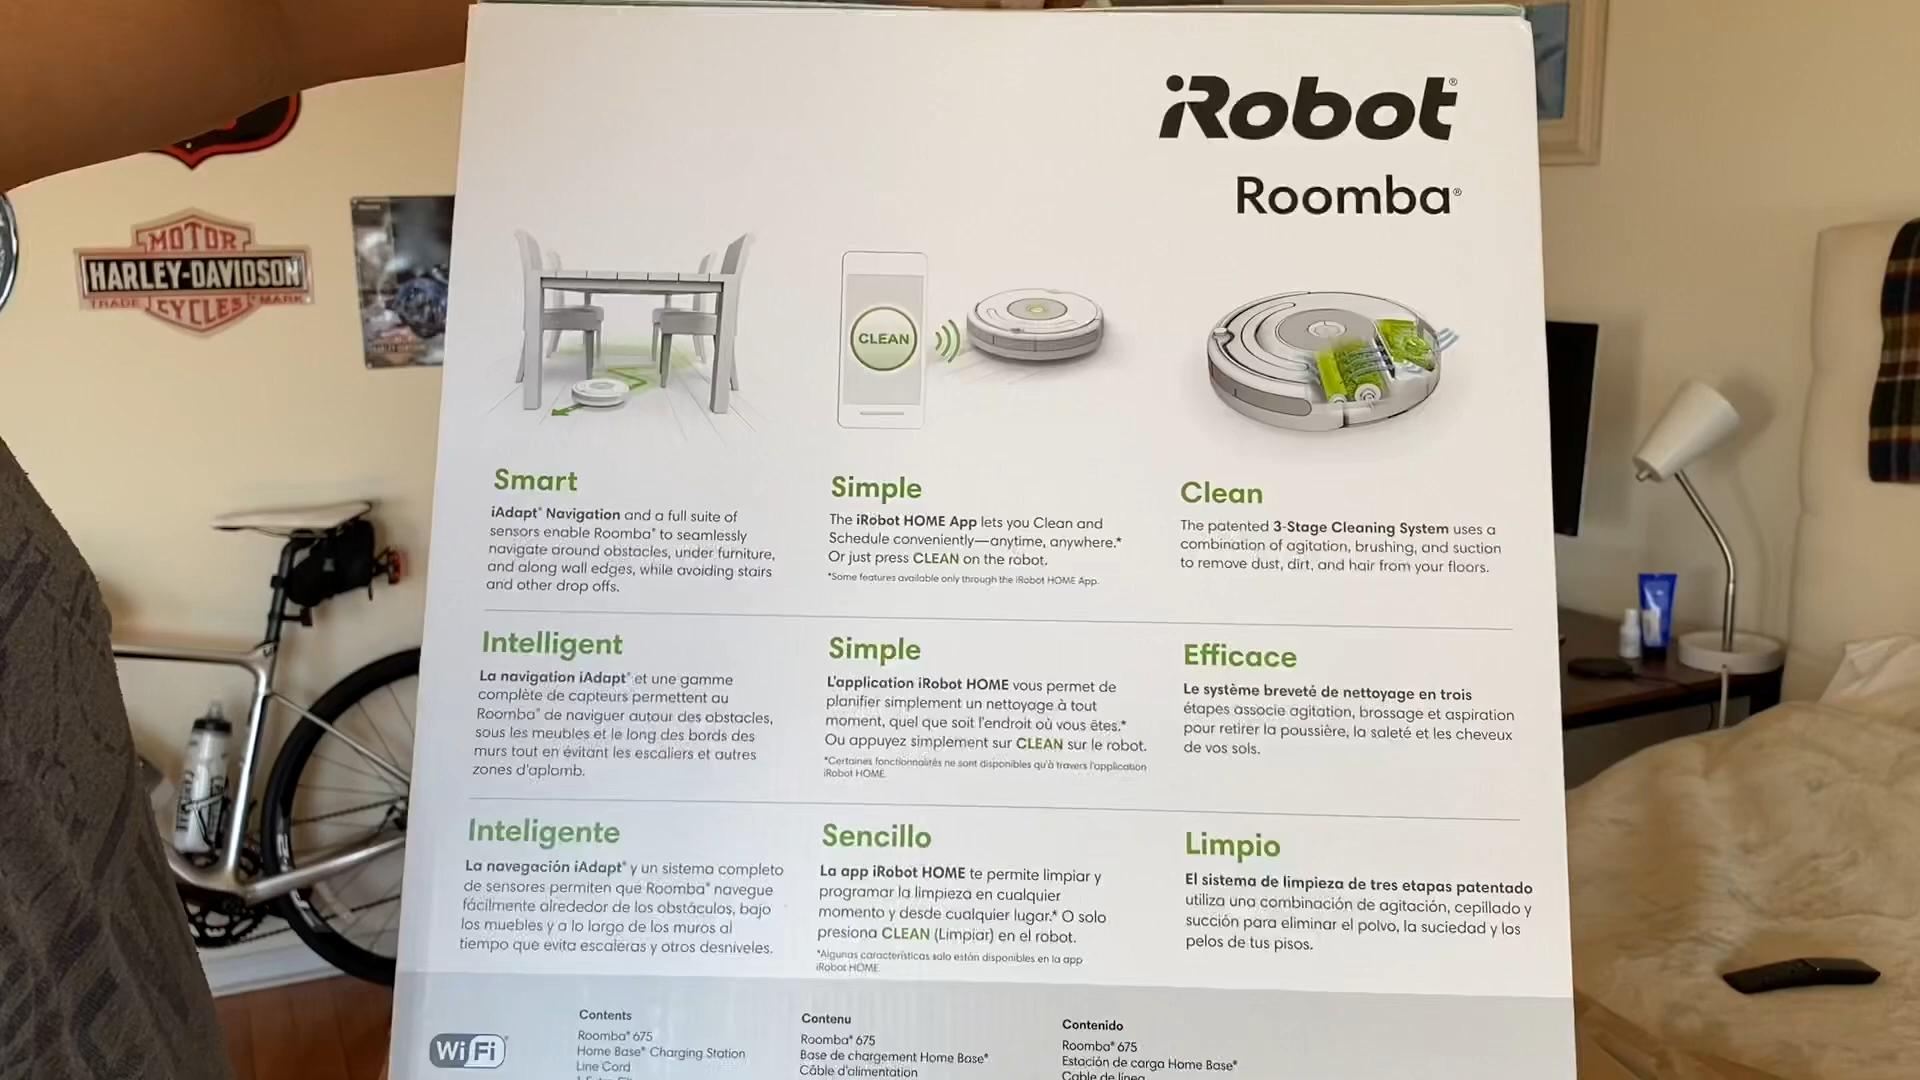 iRobot®
Roomba®
MOTOR
HARLEY-DAVIDSON
TRADE MARK
CYCLES
CLEAN
Smart
iAdapt® Navigation and a full suite of
sensors enable Roomba® to seamlessly
navigate around obstacles, under furniture,
and along wall edges, while avoiding stairs
and other drop offs.
Simple
The iRobot HOME App lets you Clean and
Schedule conveniently—anytime, anywhere.*
Or just press CLEAN on the robot.
*Some features available only through the iRobot HOME App.
Clean
The patented 3-Stage Cleaning System uses a
combination of agitation, brushing, and suction
to remove dust, dirt, and hair from your floors.
Intelligent
La navigation iAdapt® et une gamme
complète de capteurs permettent au
Roomba® de naviguer autour des obstacles,
sous les meubles et le long des bords des
murs tout en évitant les escaliers et autres
zones d'aplomb.
Simple
L'application iRobot HOME vous permet de
planifier simplement un nettoyage à tout
moment, quel que soit l'endroit où vous êtes.*
Ou appuyez simplement sur CLEAN sur le robot.
*Certaines fonctionnalités ne sont disponibles qu'à travers l'application
iRobot HOME.
Efficace
Le système breveté de nettoyage en trois
étapes associe agitation, brossage et aspiration
pour retirer la poussière, la saleté et les cheveux
de vos sols.
Inteligente
La navegación iAdapt® y un sistema completo
de sensores permiten que Roomba® navegue
fácilmente alrededor de los obstáculos, bajo
los muebles y a lo largo de los muros al
tiempo que evita escaleras y otros desniveles.
Sencillo
La app iRobot HOME te permite limpiar y
programar la limpieza en cualquier
momento y desde cualquier lugar.* O solo
presiona CLEAN (Limpiar) en el robot.
*Algunas características solo están disponibles en la app
iRobot HOME.
Limpio
El sistema de limpieza de tres etapas patentado
utiliza una combinación de agitación, cepillado y
succión para eliminar el polvo, la suciedad y los
pelos de tus pisos.
WiFi
Contents
Roomba® 675
Home Base® Charging Station
Line Cord
Contenu
Roomba® 675
Base de chargement Home Base®
Câble d'alimentation
Contenido
Roomba® 675
Estación de carga Home Base®
Cable de línea